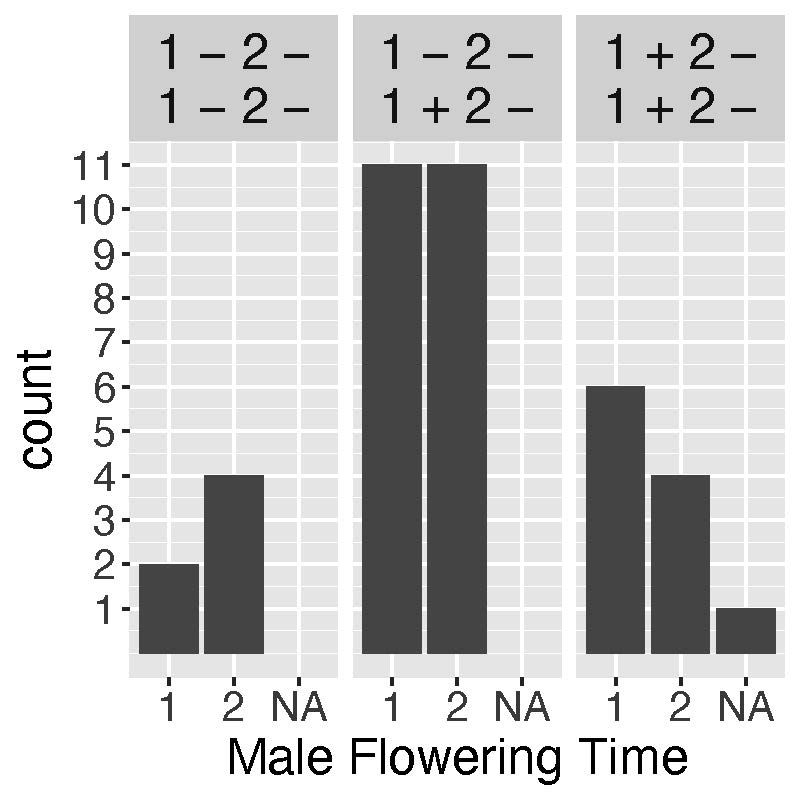 1 – 2 – 1 – 2 – 1 + 2 –
1 – 2 – 1 + 2 – 1 + 2 –
11
10
9
8
7
6
5
4
3
2
1
count
1 2 NA 1 2 NA 1 2 NA
Male Flowering Time